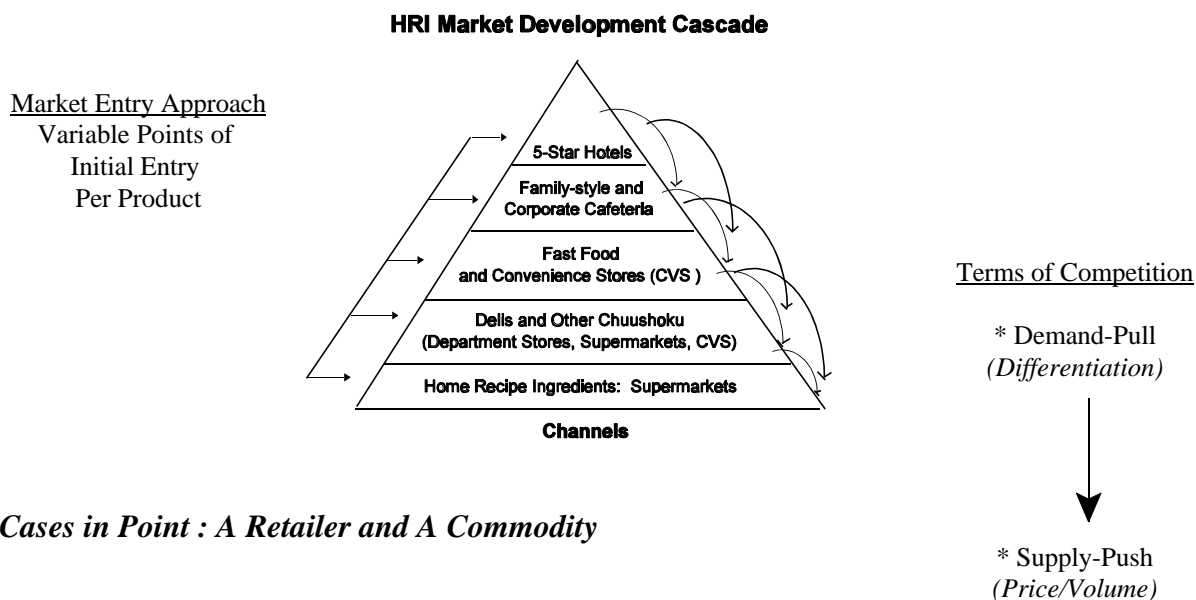 HRI Market Development Cascade
Market Entry Approach
Variable Points of
Initial Entry
Per Product
5-Star Hotels
Family-style and
Corporate Cafeteria
Fast Food
and Convenience Stores (CVS )
Delis and Other Chuushoku
(Department Stores, Supermarkets, CVS)
Home Recipe Ingredients: Supermarkets
Channels
Terms of Competition
* Demand-Pull
(Differentiation)
* Supply-Push
(Price/Volume)
Cases in Point : A Retailer and A Commodity